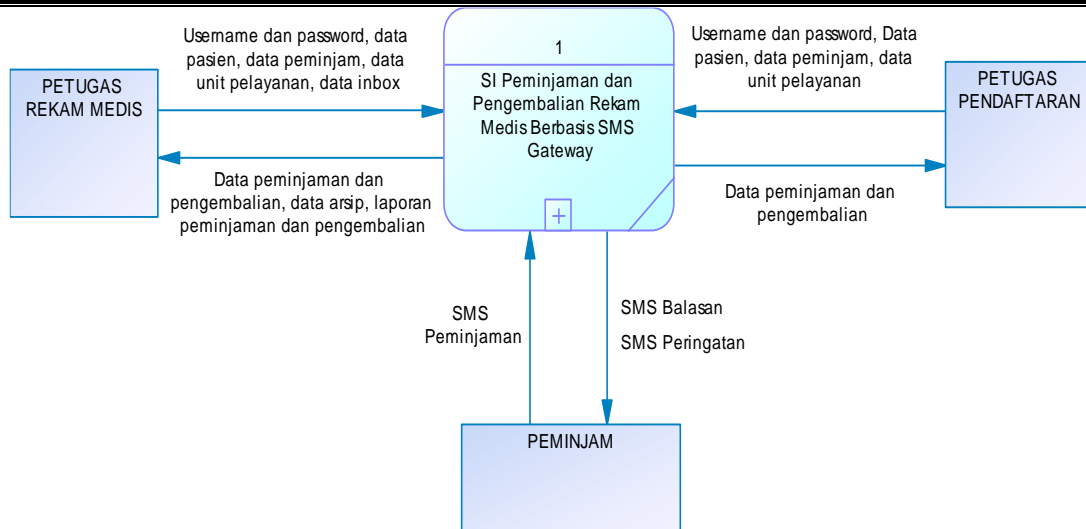 Username dan password, data
pasien, data peminjam, data
unit pelayanan, data inbox
PETUGAS
REKAM MEDIS
Data peminjaman dan
pengembalian, data arsip, laporan
peminjaman dan pengembalian
1
SI Peminjaman dan
Pengembalian Rekam
Medis Berbasis SMS
Gateway
Username dan password, Data
pasien, data peminjam, data
unit pelayanan
PETUGAS
PENDAFTARAN
Data peminjaman dan
pengembalian
SMS
Peminjaman
SMS Balasan
SMS Peringatan
PEMINJAM